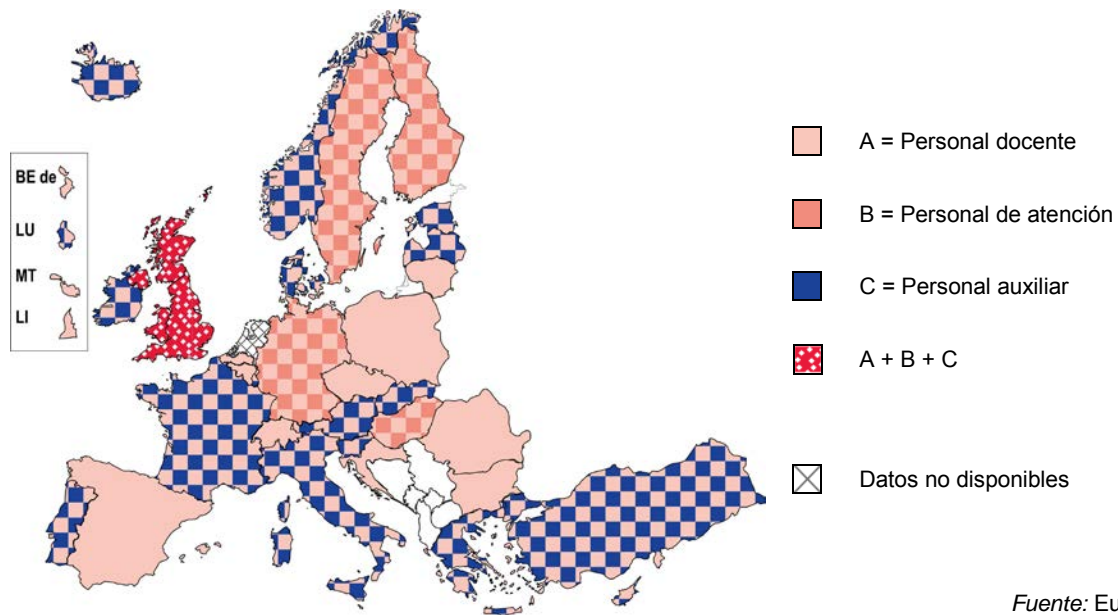 BE de
LU
MT
LI
A = Personal docente
B = Personal de atención
C = Personal auxiliar
A + B + C
Datos no disponibles
Fuente: Eu